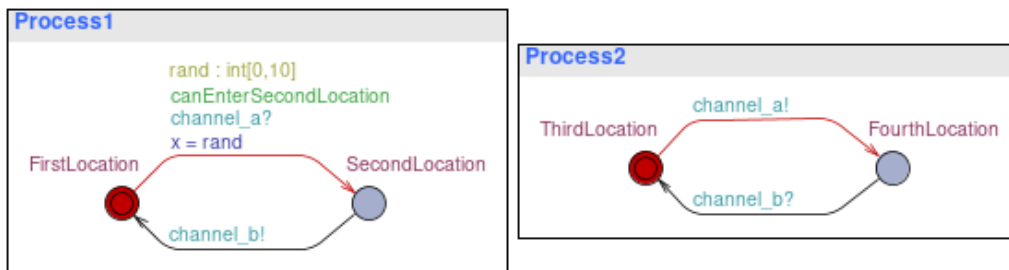 Process1
rand : int[0,10]
canEnterSecondLocation
channel_a?
x = rand
FirstLocation
SecondLocation
channel_b!
Process2
channel_a!
ThirdLocation
FourthLocation
channel_b?